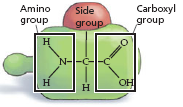 Amino group
Side group
Carboxyl group
H O
N C C
H H OH